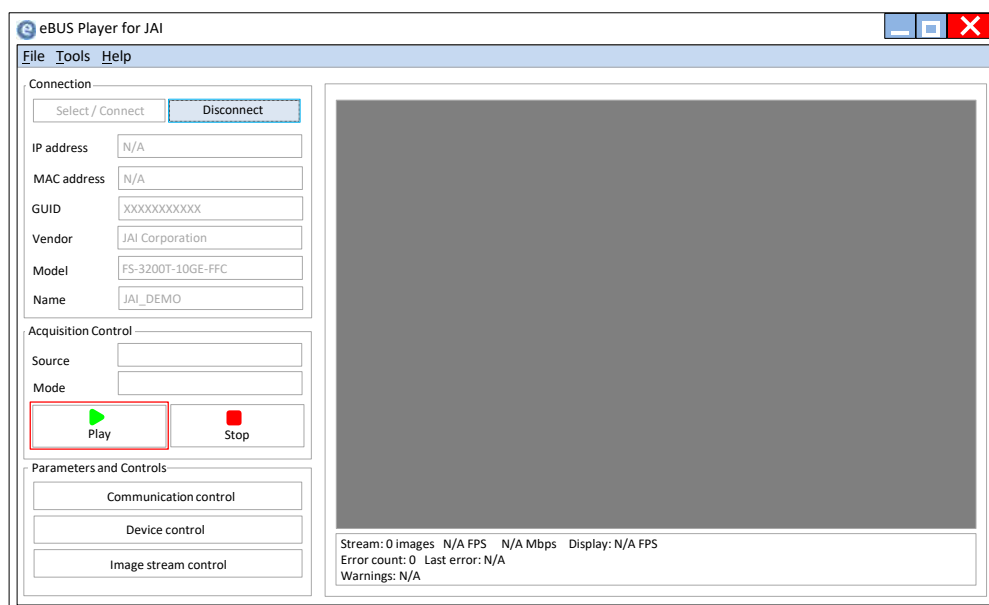 eBUS Player for JAI
File Tools Help
Connection
Select / Connect Disconnect
IP address N/A
MAC address N/A
GUID XXXXXXXXXXX
Vendor JAI Corporation
Model FS-3200T-10GE-FFC
Name JAI_DEMO
Acquisition Control
Source
Mode
Play Stop
Parameters and Controls
Communication control
Device control
Image stream control
Stream: 0 images N/A FPS N/A Mbps Display: N/A FPS
Error count: 0 Last error: N/A
Warnings: N/A